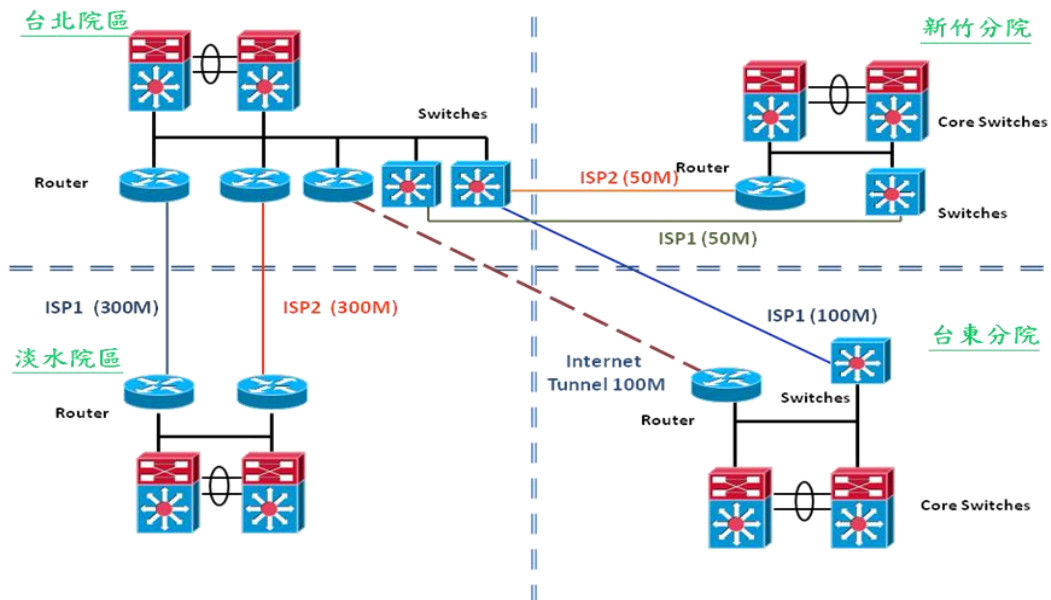 台北院區
新竹分院
Switches
Core Switches
Router
Router
ISP2 (50M)
Switches
ISP1 (50M)
ISP1 (300M)
ISP2 (300M)
ISP1 (100M)
台東分院
淡水院區
Internet
Tunnel 100M
Switches
Router
Router
Core Switches